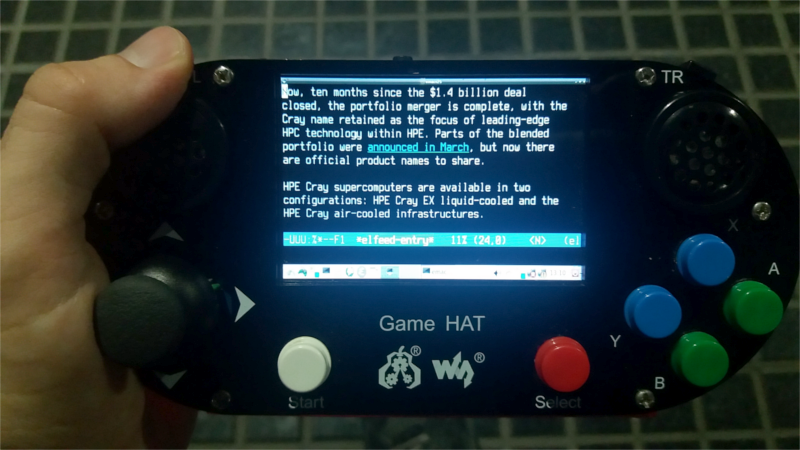 L
TR
Now, ten months since the $1.4 billion deal
closed, the portfolio merger is complete, with the
Cray name retained as the focus of leading-edge
HPC technology within HPE. Parts of the blended
portfolio were announced in March, but now there
are official product names to share.
HPE Cray supercomputers are available in two
configurations: HPE Cray EX liquid-cooled and the
HPE Cray air-cooled infrastructures.
-UUU:%*--F1 *elfeed-entry* 11% (24,0) <N> (el
X
A
Y
B
Game HAT
® ®
Start
Select